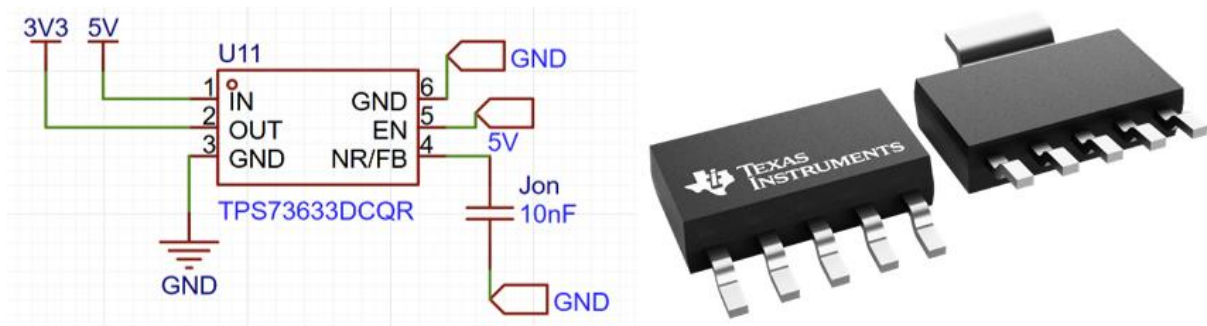 3V3 5V
U11
1 IN
2 OUT
3 GND
GND 6
EN 5
NR/FB 4
TPS73633DCQR
GND
GND
5V
Jon
10nF
GND
TEXAS
INSTRUMENTS